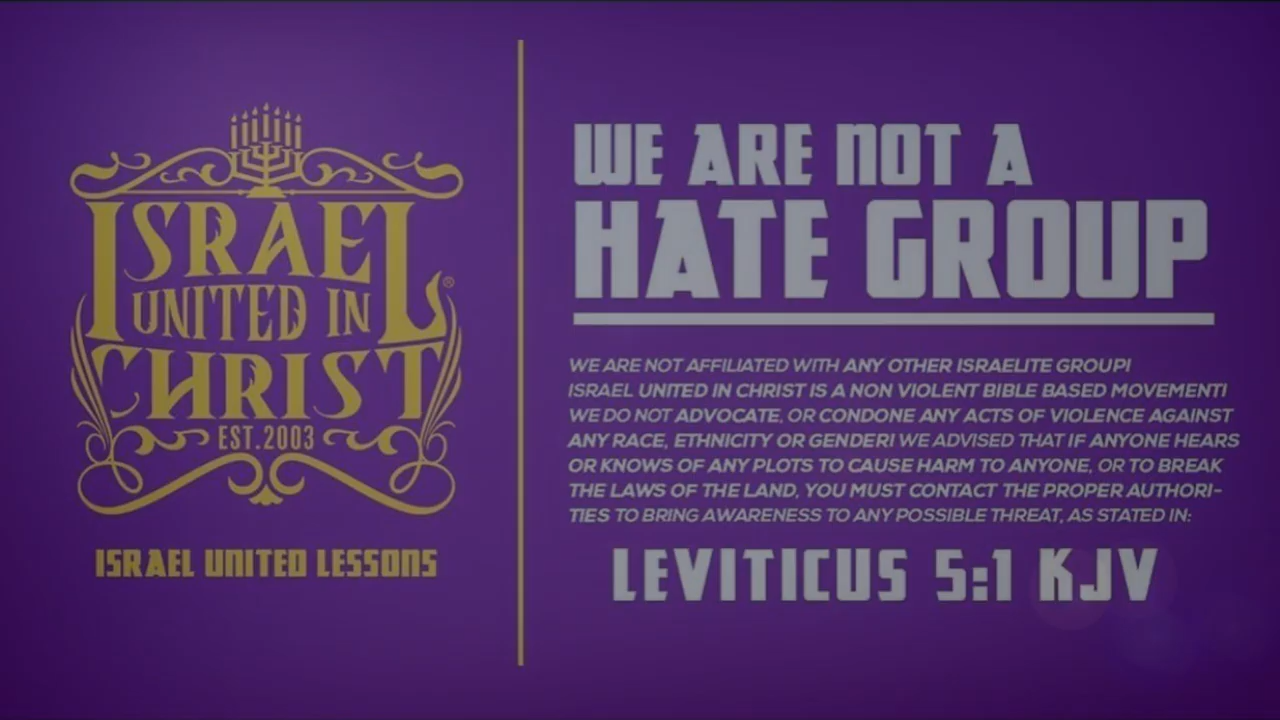 ISRAEL
UNITED IN
CHRIST
EST.2003
®
ISRAEL UNITED LESSONS
WE ARE NOT A
HATE GROUP
WE ARE NOT AFFILIATED WITH ANY OTHER ISRAELITE GROUP!
ISRAEL UNITED IN CHRIST IS A NON VIOLENT BIBLE BASED MOVEMENT!
WE DO NOT ADVOCATE, OR CONDONE ANY ACTS OF VIOLENCE AGAINST
ANY RACE, ETHNICITY OR GENDER! WE ADVISED THAT IF ANYONE HEARS
OR KNOWS OF ANY PLOTS TO CAUSE HARM TO ANYONE, OR TO BREAK
THE LAWS OF THE LAND, YOU MUST CONTACT THE PROPER AUTHORI-
TIES TO BRING AWARENESS TO ANY POSSIBLE THREAT, AS STATED IN:
LEVITICUS 5:1 KJV